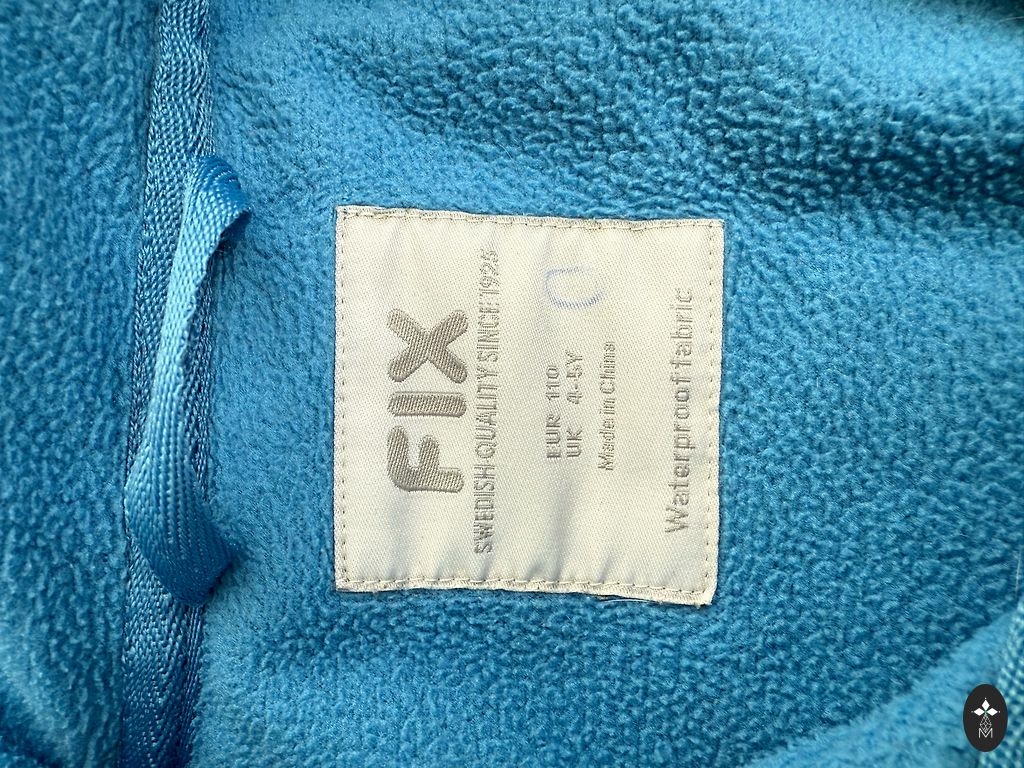 FIX
SWEDISH QUALITY SINCE 1925
EUR 110
UK 4-5Y
Made in China
Waterproof fabric
M